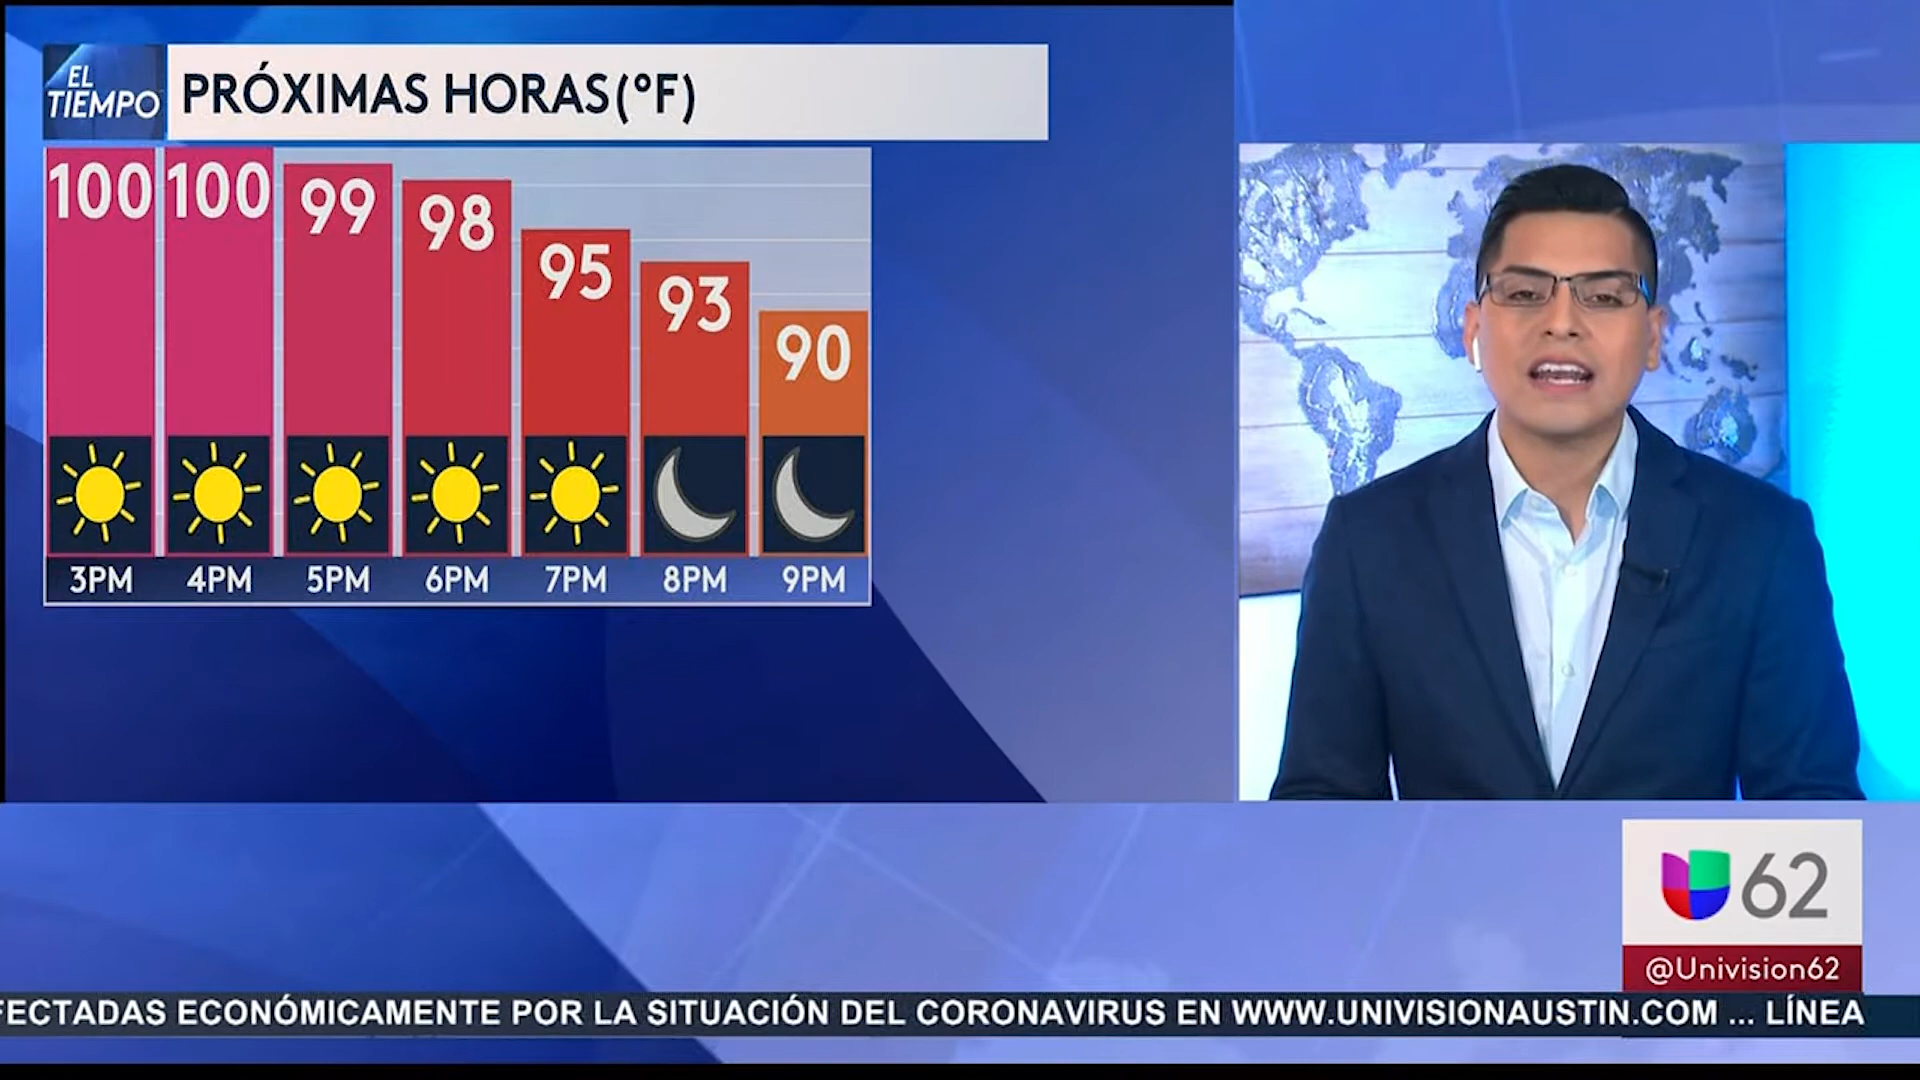 EL
TIEMPO
PRÓXIMAS HORAS(°F)
100 100 99 98 95 93 90
3PM 4PM 5PM 6PM 7PM 8PM 9PM
62
@Univision62
FECTADAS ECONÓMICAMENTE POR LA SITUACIÓN DEL CORONAVIRUS EN WWW.UNIVISIONAUSTIN.COM ... LÍNEA